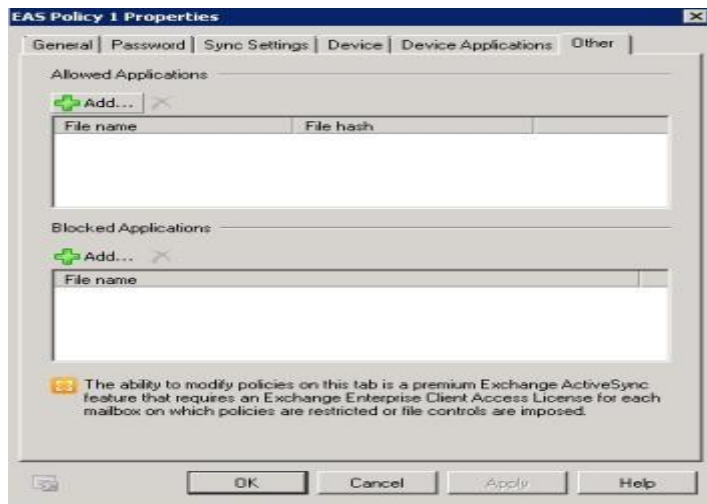 EAS Policy 1 Properties
General Password Sync Settings Device Device Applications Other
Allowed Applications
Add...
File name File hash
Blocked Applications
Add...
File name
The ability to modify policies on this tab is a premium Exchange ActiveSync
feature that requires an Exchange Enterprise Client Access License for each
mailbox on which policies are restricted or file controls are imposed.
OK Cancel Apply Help